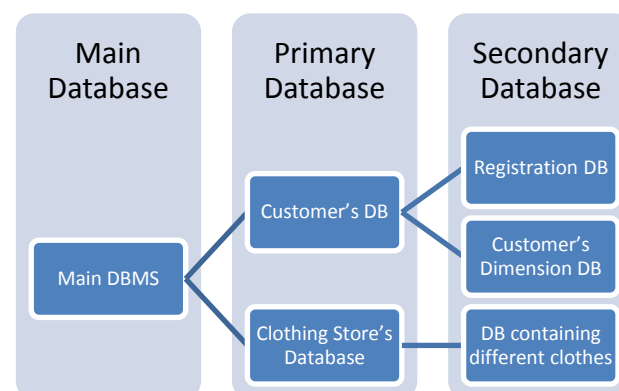 Main
Database
Primary
Database
Secondary
Database
Main DBMS
Customer's DB
Clothing Store's
Database
Registration DB
Customer's
Dimension DB
DB containing
different clothes